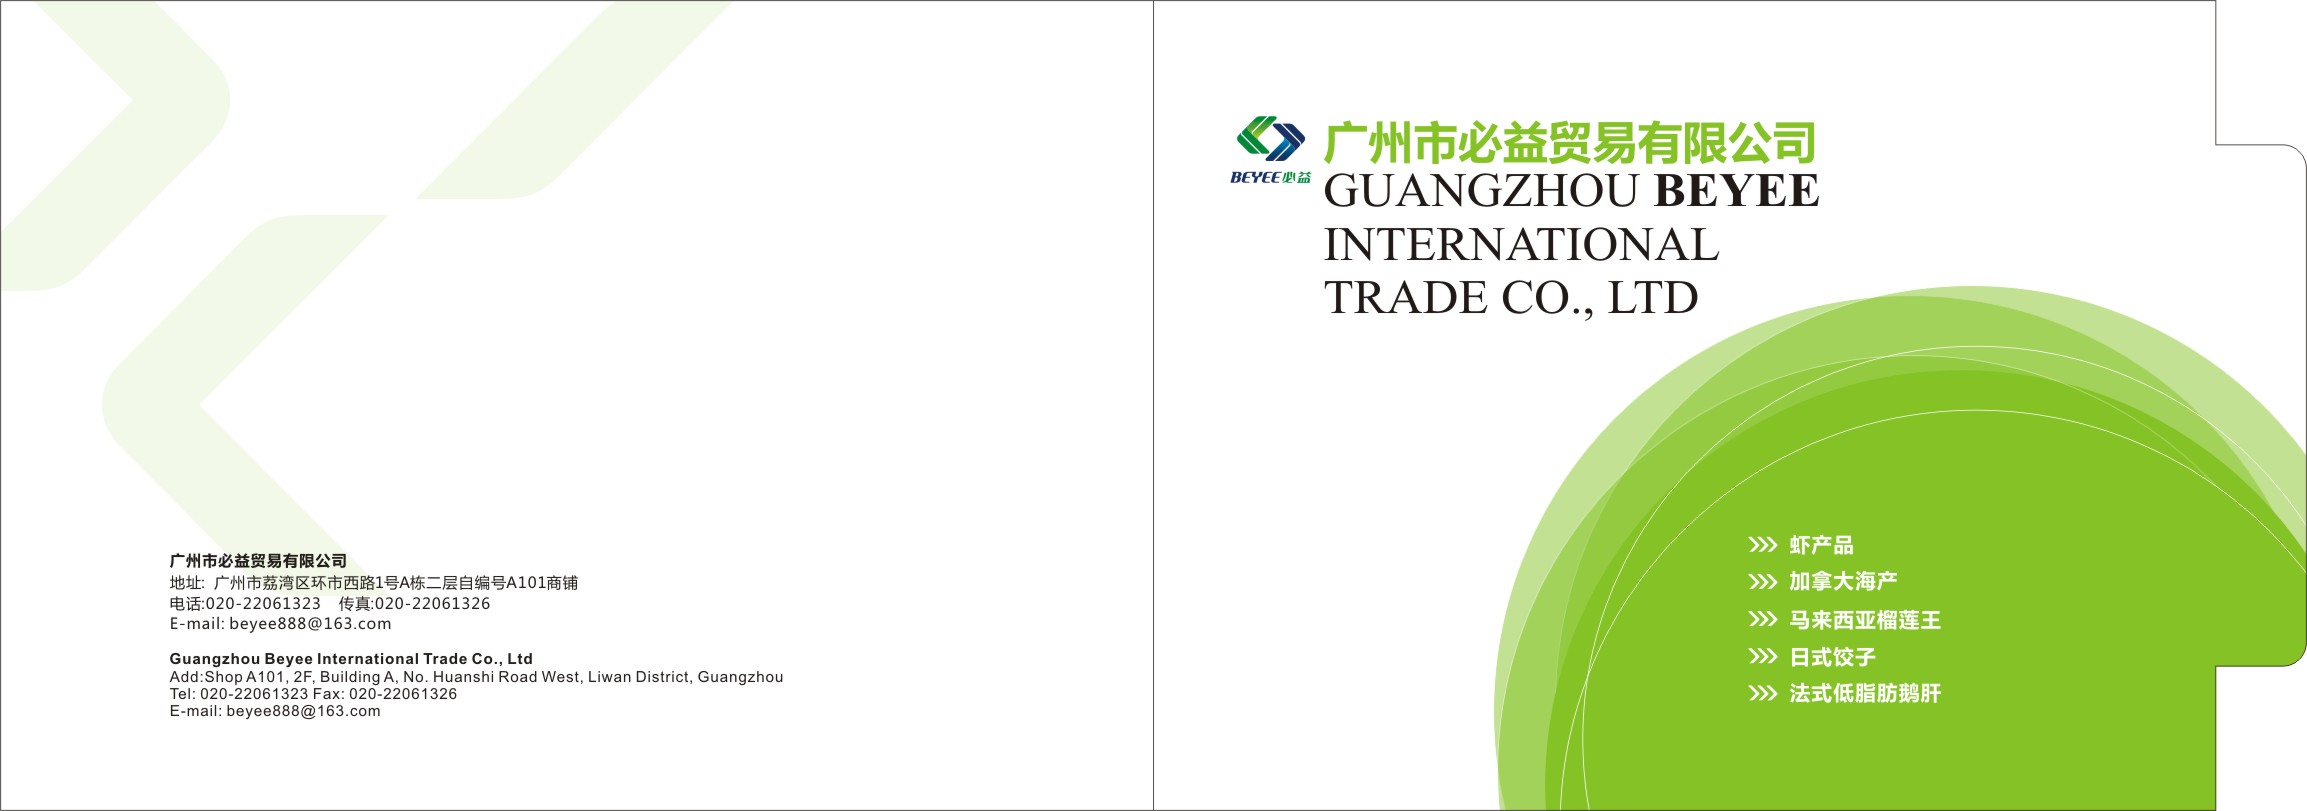 广州市必益贸易有限公司
地址: 广州市荔湾区环市西路1号A栋二层自编号A101商铺
电话:020-22061323 传真:020-22061326
E-mail: beyee888@163.com
Guangzhou Beyee International Trade Co., Ltd
Add:Shop A101, 2F, Building A, No. Huanshi Road West, Liwan District, Guangzhou
Tel: 020-22061323 Fax: 020-22061326
E-mail: beyee888@163.com
BEYEE必益
广州市必益贸易有限公司
GUANGZHOU BEYEE
INTERNATIONAL
TRADE CO., LTD
虾产品
加拿大海产
马来西亚榴莲王
日式饺子
法式低脂肪鹅肝